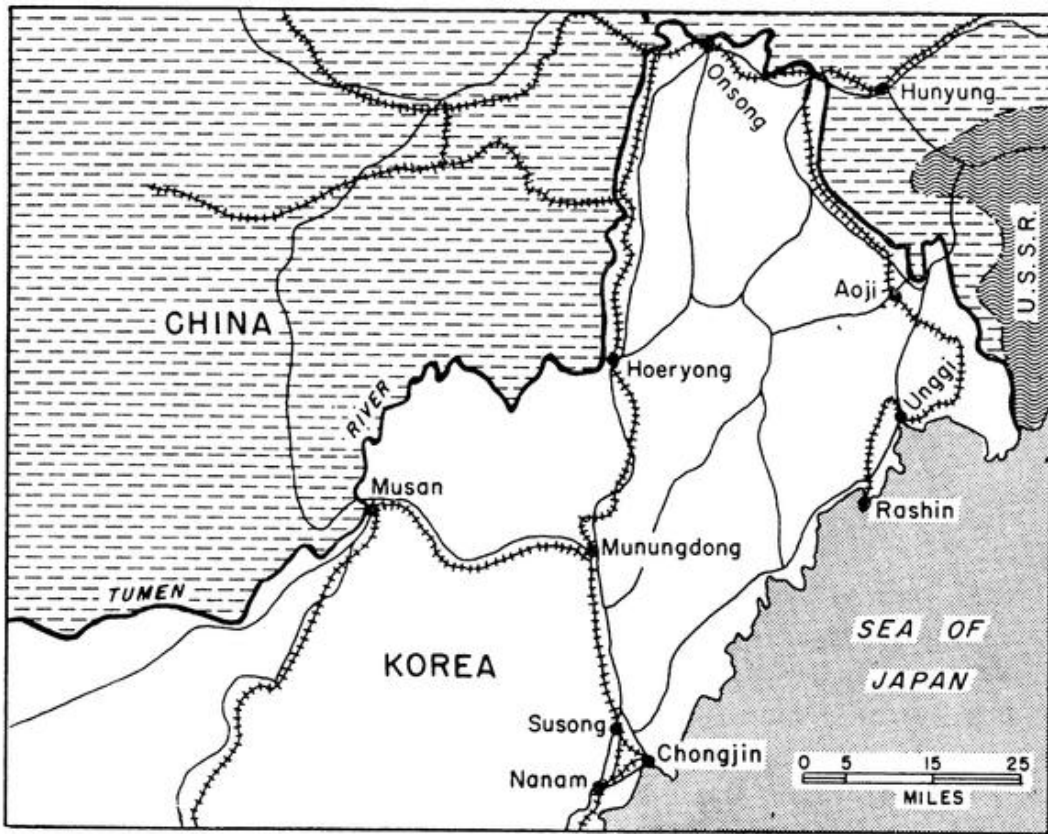 Onsong
Hunyung
U.S.S.R.
Aoji
CHINA
Hoeryong
Unggi
RIVER
Musan
Rashin
Munungdong
TUMEN
SEA OF
JAPAN
KOREA
Susong
Chongjin
Nanam
0 5 15 25
MILES